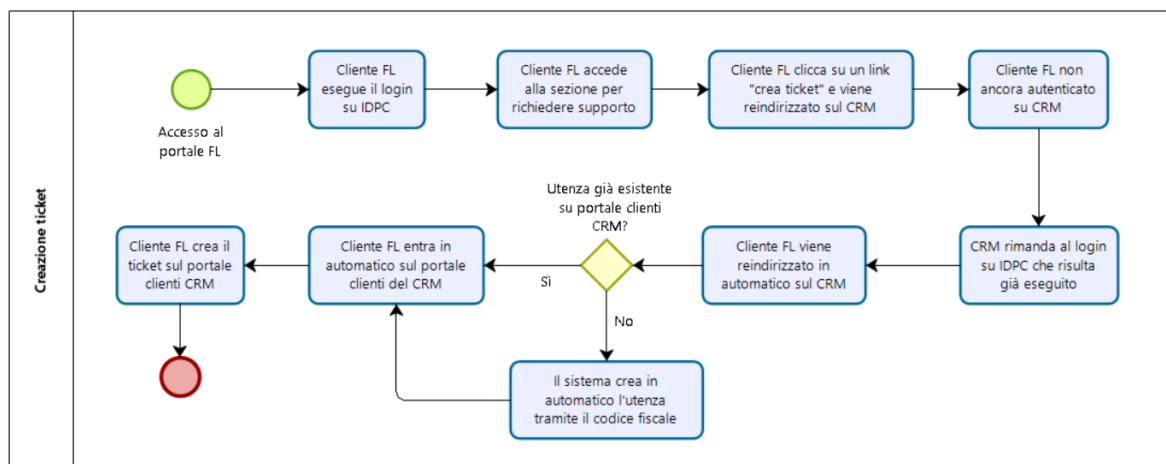 Creazione ticket
Accesso al
portale FL
Cliente FL
esegue il login
su IDPC
Cliente FL accede
alla sezione per
richiedere supporto
Cliente FL clicca su un link
"crea ticket" e viene
reindirizzato sul CRM
Cliente FL non
ancora autenticato
su CRM
CRM rimanda al login
su IDPC che risulta
già eseguito
Cliente FL viene
reindirizzato in
automatico sul CRM
Utenza già esistente
su portale clienti
CRM?
Sì
No
Il sistema crea in
automatico l'utenza
tramite il codice fiscale
Cliente FL entra in
automatico sul portale
clienti del CRM
Cliente FL crea il
ticket sul portale
clienti CRM